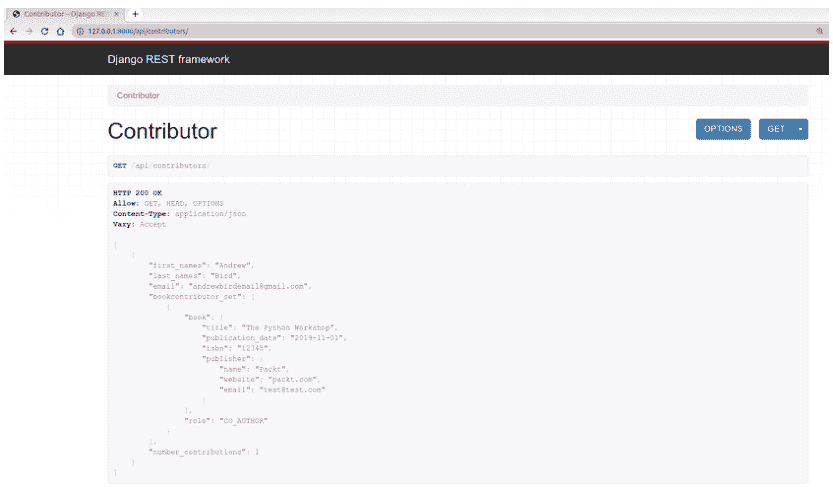 Contributor – Django RE
127.0.0.1:8000/api/contributors/
Django REST framework
Contributor
Contributor
OPTIONS
GET
GET /api/contributors/
HTTP 200 OK
Allow: GET, HEAD, OPTIONS
Content-Type: application/json
Vary: Accept
[
{
"first_names": "Andrew",
"last_names": "Bird",
"email": "andrewbirdemail@gmail.com",
"bookcontributor_set": [
{
"book": {
"title": "The Python Workshop",
"publication_date": "2019-11-01",
"isbn": "12345",
"publisher": {
"name": "Packt",
"website": "packt.com",
"email": "test@test.com"
}
},
"role": "CO_AUTHOR"
}
],
"number_contributions": 1
}
]